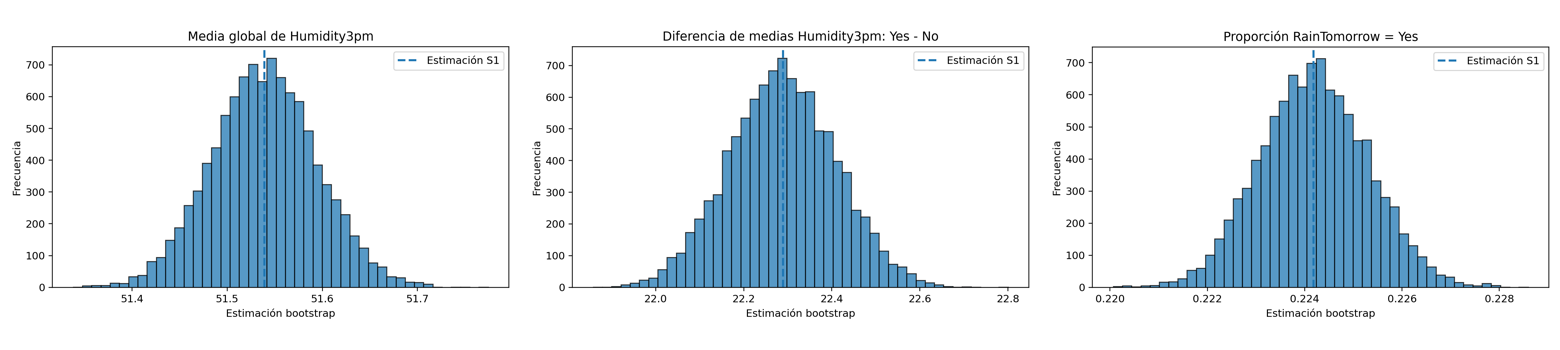 Media global de Humidity3pm
Estimación S1
700
600
500
400
300
200
100
0
Frecuencia
51.4 51.5 51.6 51.7
Estimación bootstrap
Diferencia de medias Humidity3pm: Yes - No
Estimación S1
700
600
500
400
300
200
100
0
Frecuencia
22.0 22.2 22.4 22.6 22.8
Estimación bootstrap
Proporción RainTomorrow = Yes
Estimación S1
700
600
500
400
300
200
100
0
Frecuencia
0.220 0.222 0.224 0.226 0.228
Estimación bootstrap